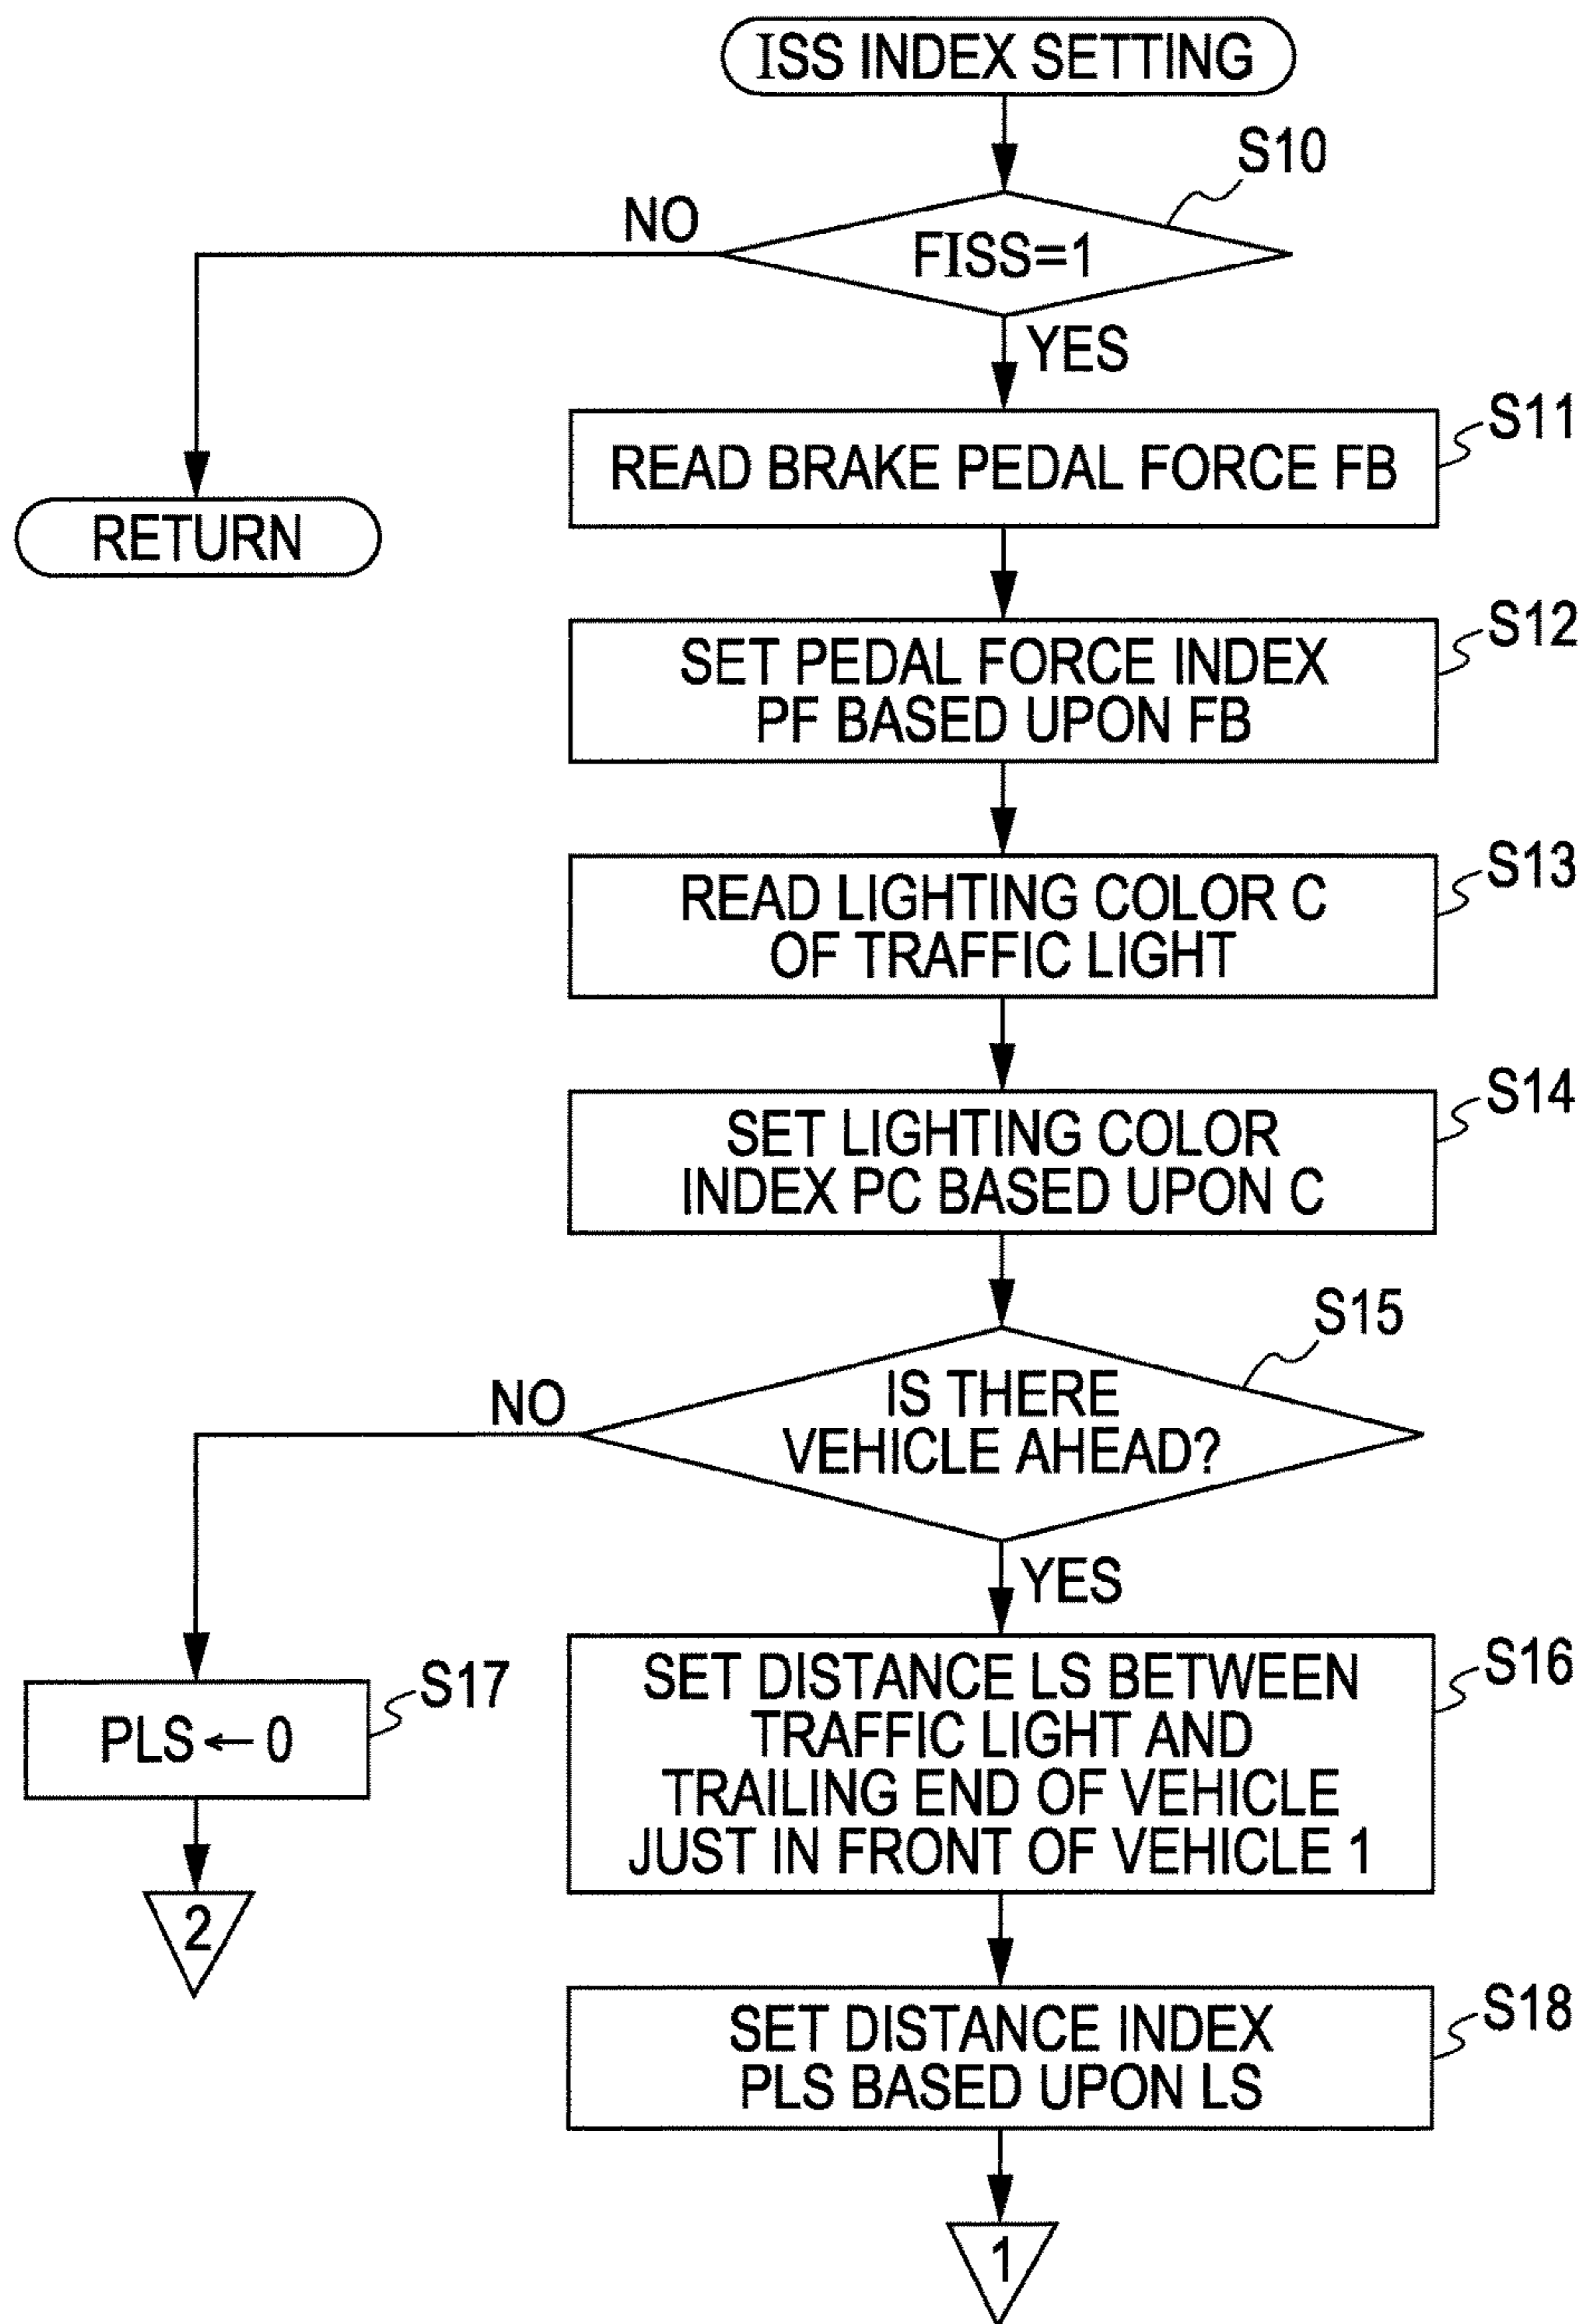 ISS INDEX SETTING
S10
NO
FISS=1
YES
S11
READ BRAKE PEDAL FORCE FB
RETURN
S12
SET PEDAL FORCE INDEX
PF BASED UPON FB
S13
READ LIGHTING COLOR C
OF TRAFFIC LIGHT
S14
SET LIGHTING COLOR
INDEX PC BASED UPON C
S15
NO
IS THERE
VEHICLE AHEAD?
YES
S16
SET DISTANCE LS BETWEEN
TRAFFIC LIGHT AND
TRAILING END OF VEHICLE
JUST IN FRONT OF VEHICLE 1
S17
PLS ← 0
2
S18
SET DISTANCE INDEX
PLS BASED UPON LS
1